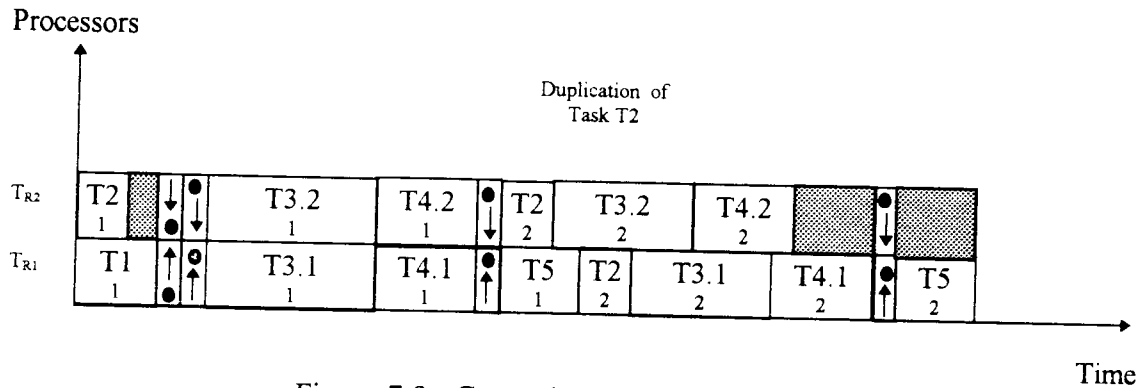 Processors
Duplication of
Task T2
TR2
T2 T3.2 T4.2 T2 T3.2 T4.2
1 1 1 2 2 2
TR1
T1 T3.1 T4.1 T5 T2 T3.1 T4.1 T5
1 1 1 1 2 2 2 2
Time